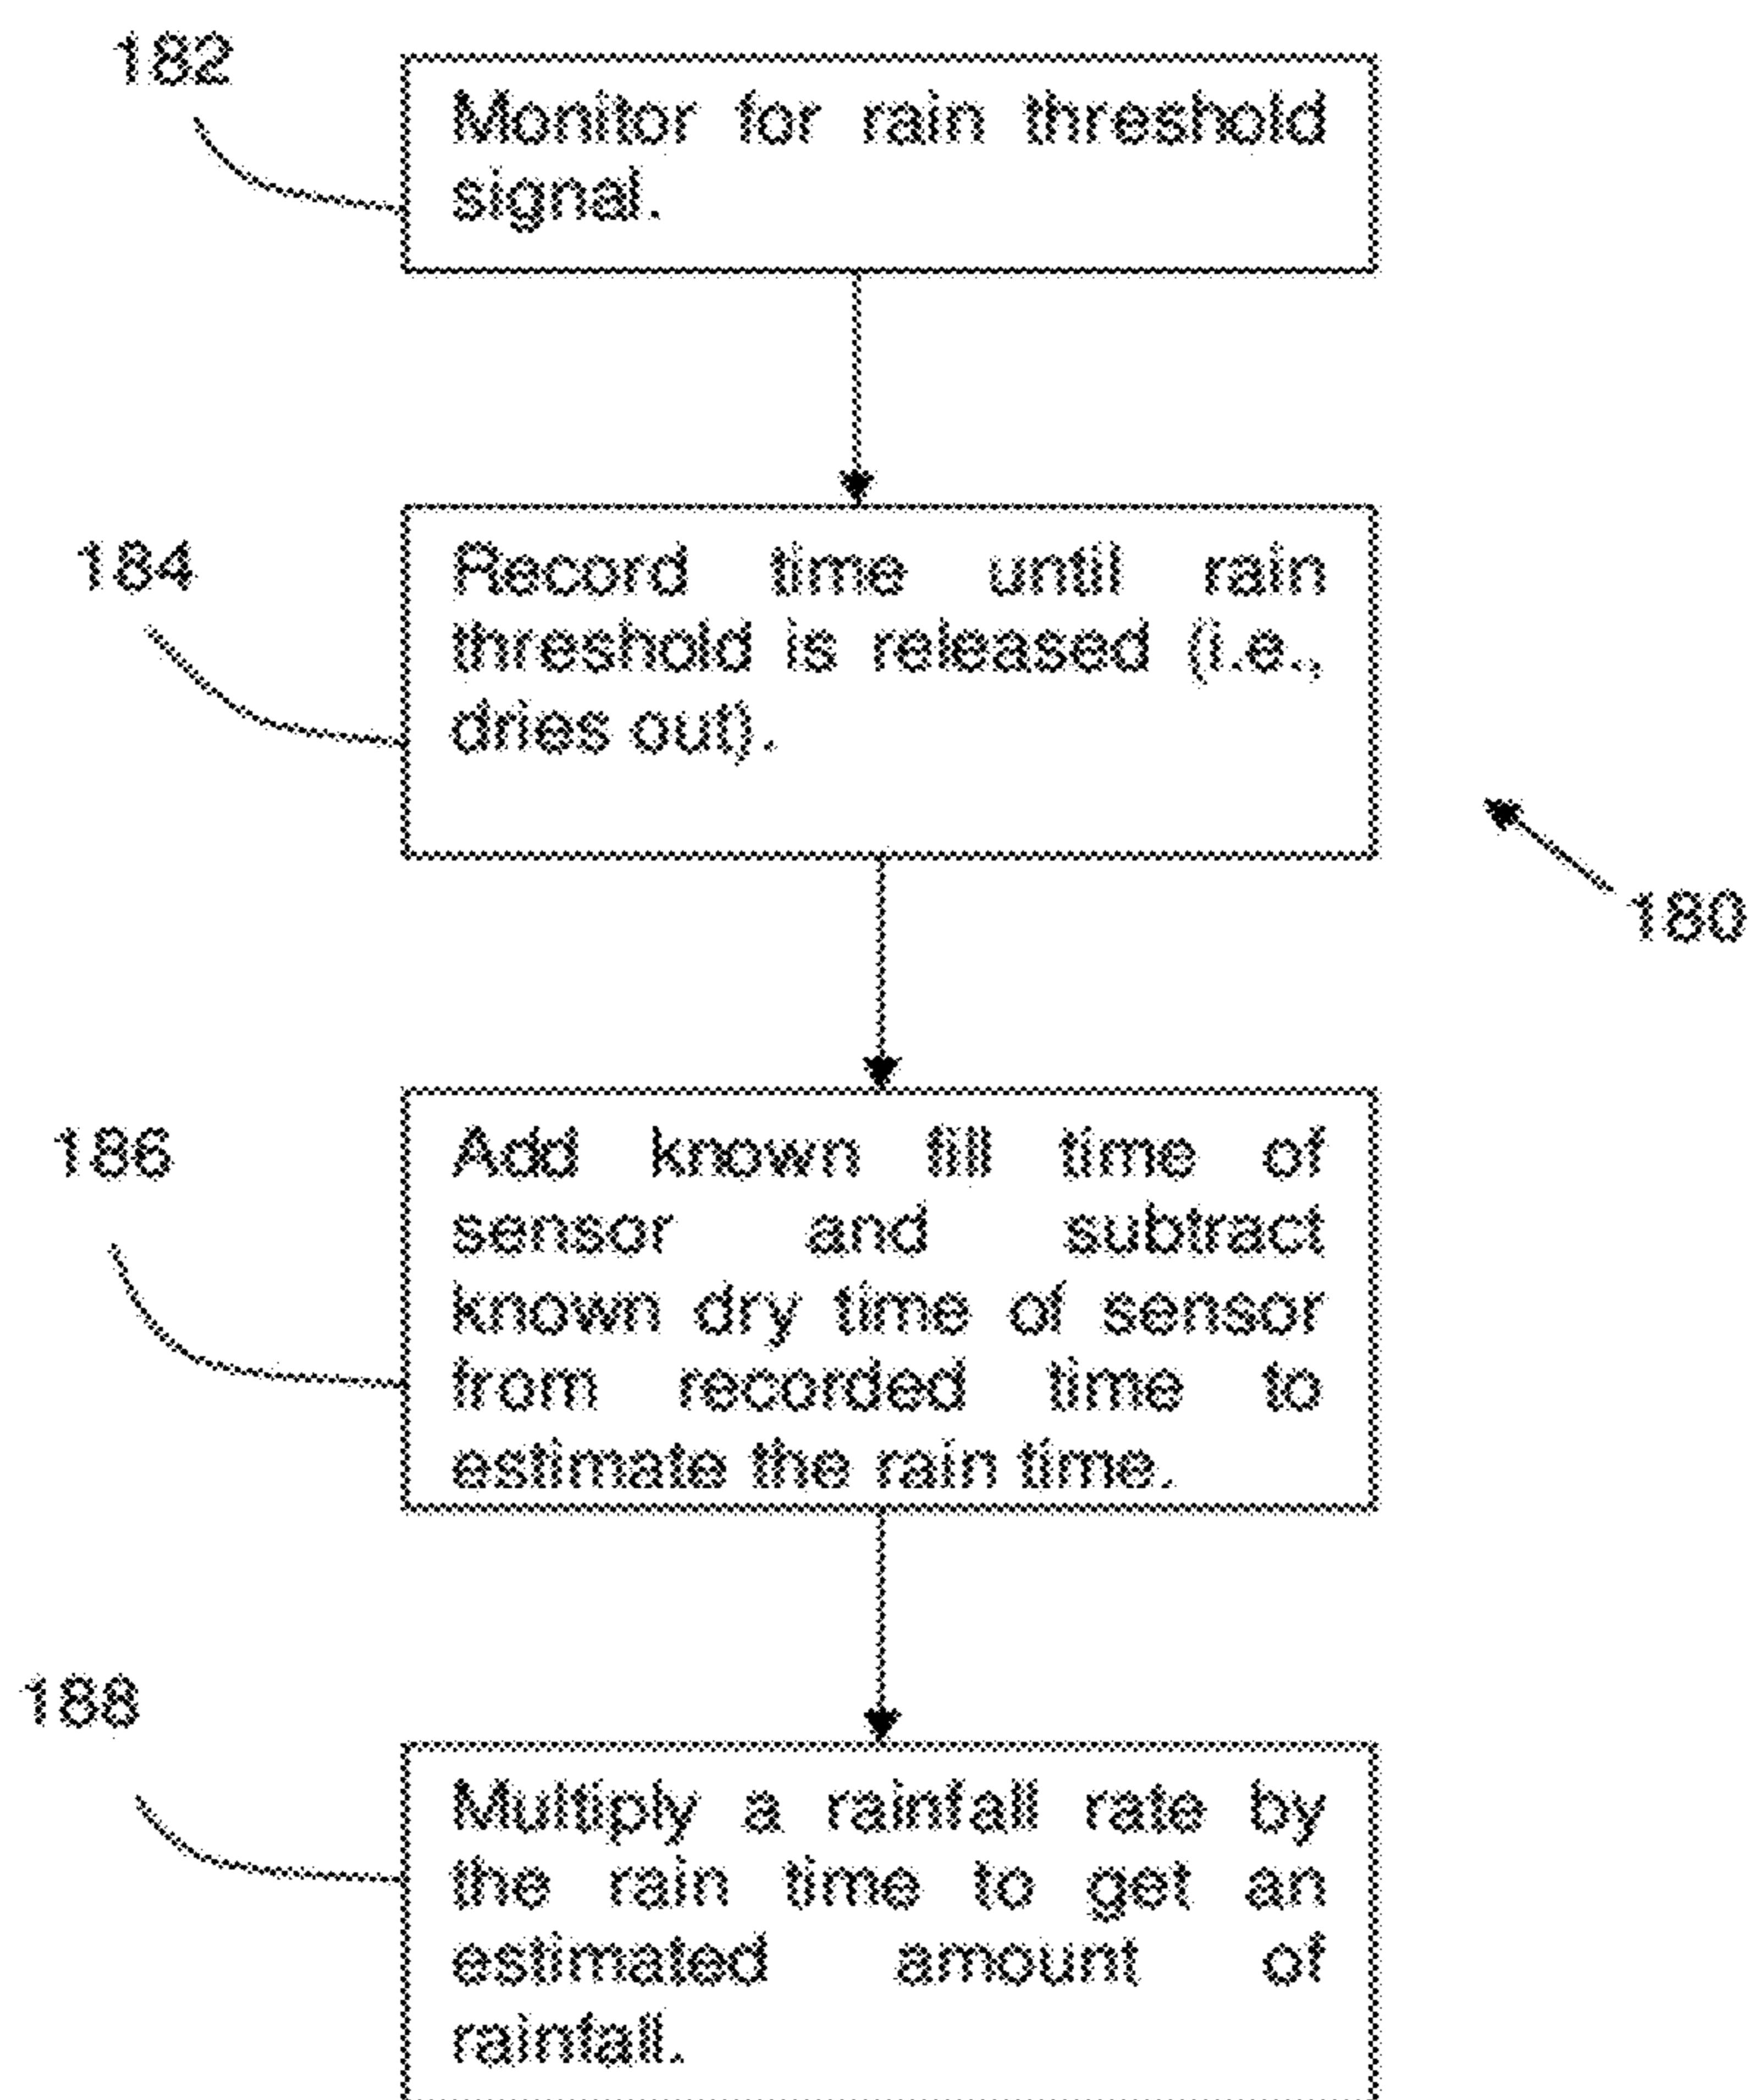 182
Monitor for rain threshold
signal.
184
Record time until rain
threshold is released (i.e.,
dries out).
180
186
Add known fill time of
sensor and subtract
known dry time of sensor
from recorded time to
estimate the rain time.
188
Multiply a rainfall rate by
the rain time to get an
estimated amount of
rainfall.